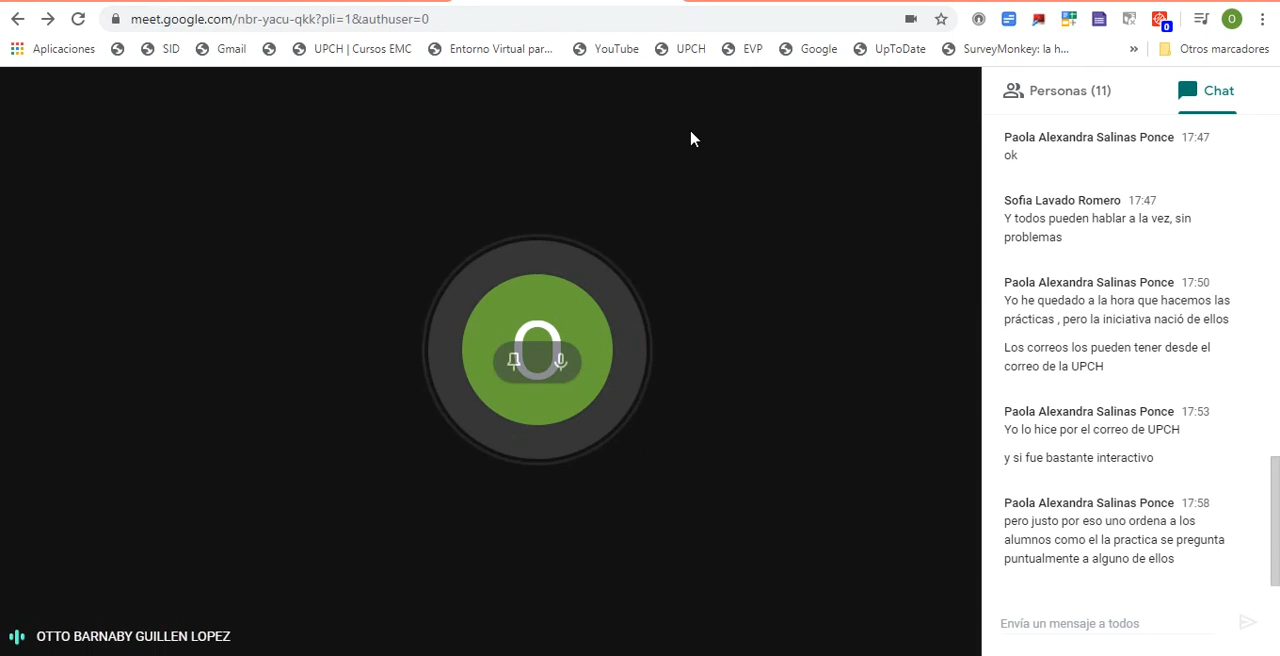 meet.google.com/nbr-yacu-qkk?pli=1&authuser=0
0
O
Aplicaciones
SID
Gmail
UPCH | Cursos EMC
Entorno Virtual par...
YouTube
UPCH
EVP
Google
UpToDate
SurveyMonkey: la h...
»
Otros marcadores
Personas (11)
Chat
Paola Alexandra Salinas Ponce 17:47
ok
Sofia Lavado Romero 17:47
Y todos pueden hablar a la vez, sin
problemas
Paola Alexandra Salinas Ponce 17:50
Yo he quedado a la hora que hacemos las
prácticas , pero la iniciativa nació de ellos
Los correos los pueden tener desde el
correo de la UPCH
Paola Alexandra Salinas Ponce 17:53
Yo lo hice por el correo de UPCH
y si fue bastante interactivo
Paola Alexandra Salinas Ponce 17:58
pero justo por eso uno ordena a los
alumnos como el la practica se pregunta
puntualmente a alguno de ellos
Envía un mensaje a todos
O
OTTO BARNABY GUILLEN LOPEZ